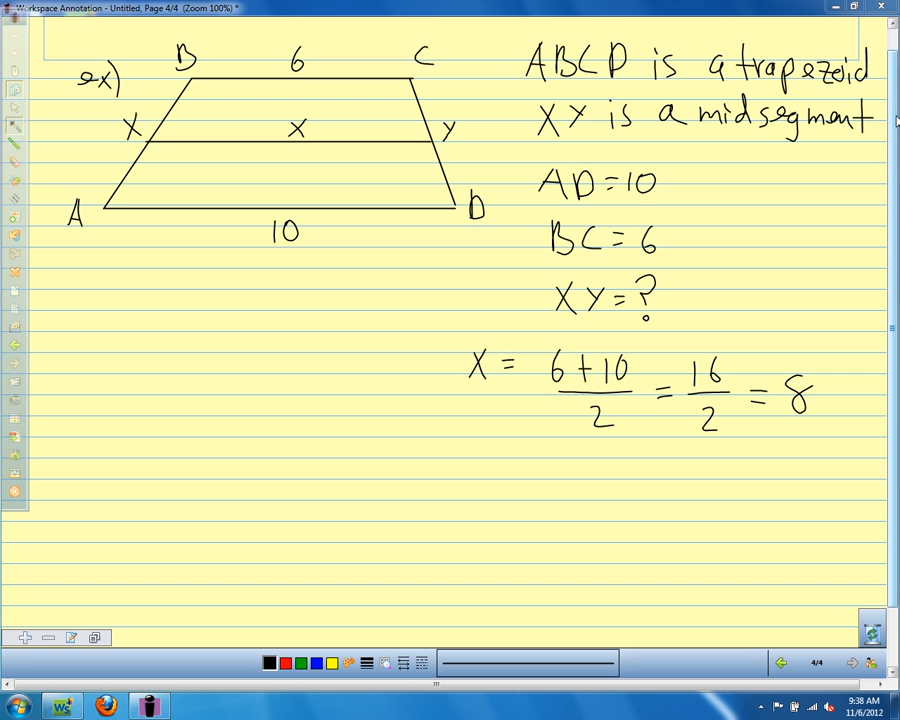 Workspace Annotation - Untitled, Page 4/4 (Zoom 100%) *
ex)
B 6 C
X X Y
A D
10
ABCD is a trapezoid
XY is a midsegment
AD=10
BC=6
XY=?
X = 6+10/2 = 16/2 = 8
4/4
9:38 AM
11/6/2012